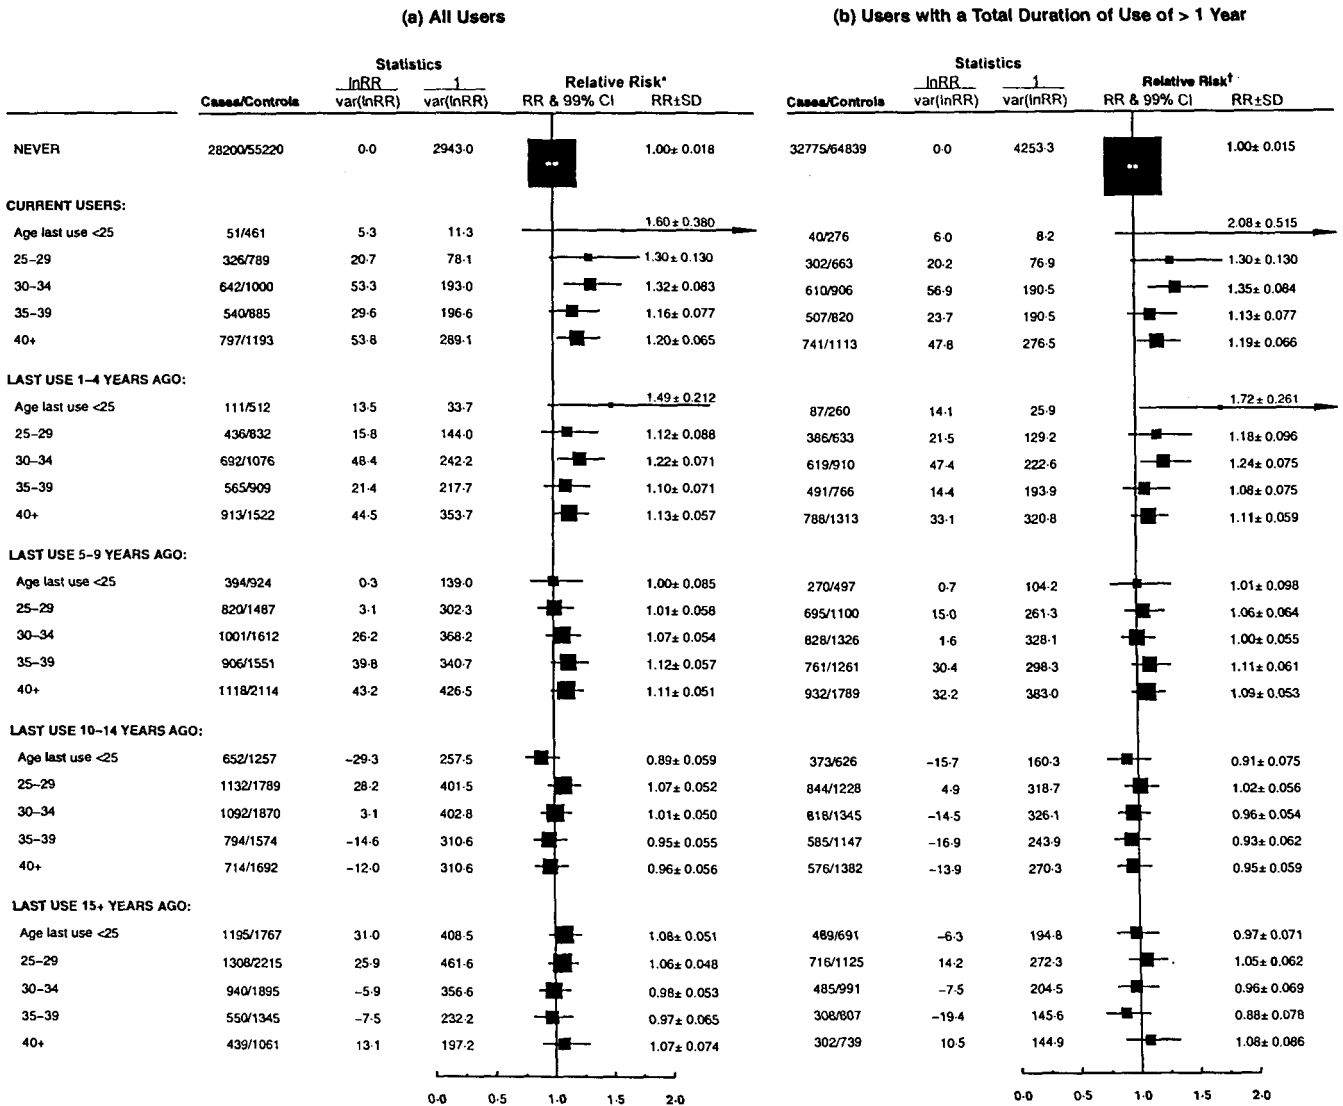 (a) All Users (b) Users with a Total Duration of Use of > 1 Year
Statistics Statistics
lnRR 1 Relative Risk* lnRR 1 Relative Risk†
Cases/Controls var(lnRR) var(lnRR) RR & 99% CI RR±SD Cases/Controls var(lnRR) var(lnRR) RR & 99% CI RR±SD
NEVER 28200/55220 0·0 2943·0 1.00± 0.018 32775/64839 0·0 4253·3 1.00± 0.015
CURRENT USERS:
Age last use <25 51/461 5·3 11·3 1.60± 0.380 40/276 6·0 8·2 2.08± 0.515
25–29 326/789 20·7 78·1 1.30± 0.130 302/663 20·2 76·9 1.30± 0.130
30–34 642/1000 53·3 193·0 1.32± 0.083 610/906 56·9 190·5 1.35± 0.084
35–39 540/885 29·6 196·6 1.16± 0.077 507/820 23·7 190·5 1.13± 0.077
40+ 797/1193 53·8 289·1 1.20± 0.065 741/1113 47·8 276·5 1.19± 0.066
LAST USE 1–4 YEARS AGO:
Age last use <25 111/512 13·5 33·7 1.49± 0.212 87/260 14·1 25·9 1.72± 0.261
25–29 436/832 15·8 144·0 1.12± 0.088 386/633 21·5 129·2 1.18± 0.096
30–34 692/1076 48·4 242·2 1.22± 0.071 619/910 47·4 222·6 1.24± 0.075
35–39 565/909 21·4 217·7 1.10± 0.071 491/766 14·4 193·9 1.08± 0.075
40+ 913/1522 44·5 353·7 1.13± 0.057 788/1313 33·1 320·8 1.11± 0.059
LAST USE 5–9 YEARS AGO:
Age last use <25 394/924 0·3 139·0 1.00± 0.085 270/497 0·7 104·2 1.01± 0.098
25–29 820/1487 3·1 302·3 1.01± 0.058 695/1100 15·0 261·3 1.06± 0.064
30–34 1001/1612 26·2 368·2 1.07± 0.054 828/1326 1·6 328·1 1.00± 0.055
35–39 906/1551 39·8 340·7 1.12± 0.057 761/1261 30·4 298·3 1.11± 0.061
40+ 1118/2114 43·2 426·5 1.11± 0.051 932/1789 32·2 383·0 1.09± 0.053
LAST USE 10–14 YEARS AGO:
Age last use <25 652/1257 −29·3 257·5 0.89± 0.059 373/626 −15·7 160·3 0.91± 0.075
25–29 1132/1789 28·2 401·5 1.07± 0.052 844/1228 4·9 318·7 1.02± 0.056
30–34 1092/1870 3·1 402·8 1.01± 0.050 818/1345 −14·5 326·1 0.96± 0.054
35–39 794/1574 −14·6 310·6 0.95± 0.055 585/1147 −16·9 243·9 0.93± 0.062
40+ 714/1692 −12·0 310·6 0.96± 0.056 576/1382 −13·9 270·3 0.95± 0.059
LAST USE 15+ YEARS AGO:
Age last use <25 1195/1767 31·0 408·5 1.08± 0.051 469/691 −6·3 194·8 0.97± 0.071
25–29 1308/2215 25·9 461·6 1.06± 0.048 716/1125 14·2 272·3 1.05± 0.062
30–34 940/1895 −5·9 356·6 0.98± 0.053 485/991 −7·5 204·5 0.96± 0.069
35–39 550/1345 −7·5 232·2 0.97± 0.065 308/807 −19·4 145·6 0.88± 0.078
40+ 439/1061 13·1 197·2 1.07± 0.074 302/739 10·5 144·9 1.08± 0.086
0·0 0·5 1·0 1·5 2·0 0·0 0·5 1·0 1·5 2·0